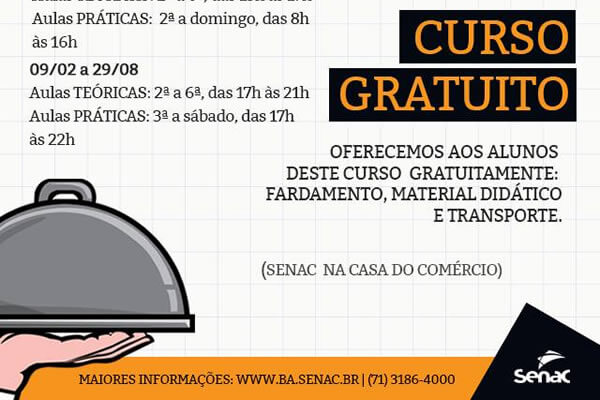 Aulas PRÁTICAS: 2ª a domingo, das 8h
às 16h
09/02 a 29/08
Aulas TEÓRICAS: 2ª a 6ª, das 17h às 21h
Aulas PRÁTICAS: 3ª a sábado, das 17h
às 22h
CURSO
GRATUITO
OFERECEMOS AOS ALUNOS
DESTE CURSO GRATUITAMENTE:
FARDAMENTO, MATERIAL DIDÁTICO
E TRANSPORTE.
(SENAC NA CASA DO COMÉRCIO)
MAIORES INFORMAÇÕES: WWW.BA.SENAC.BR | (71) 3186-4000
Senac